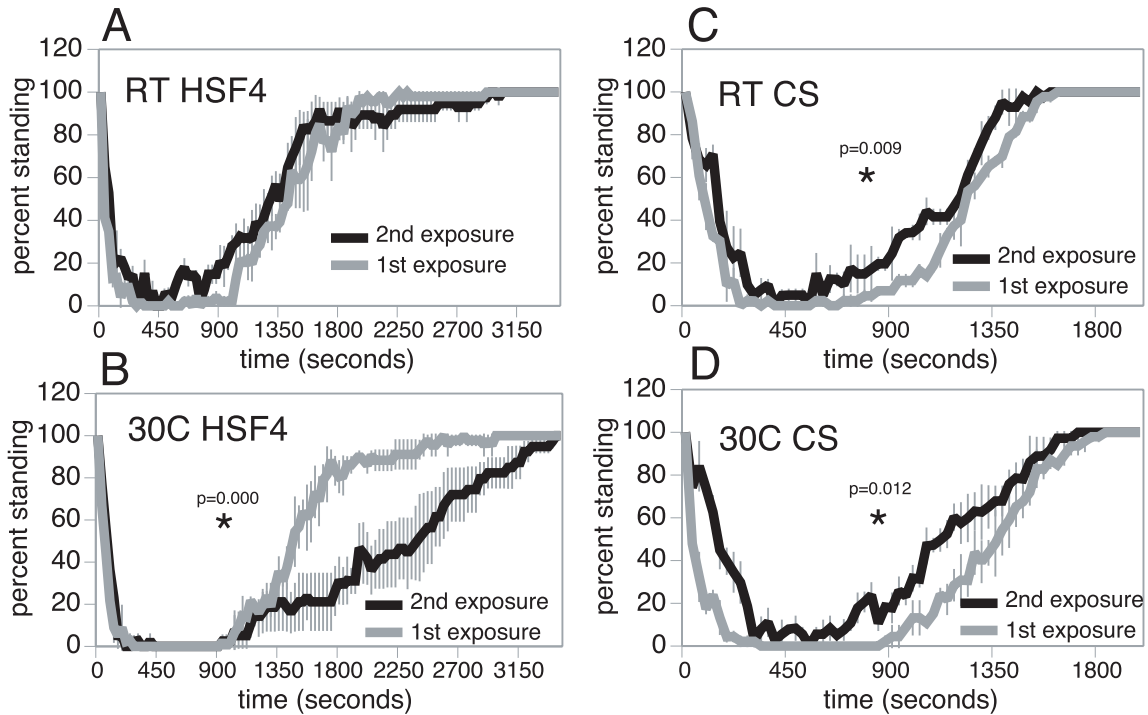 A
120
100
80
60
40
20
0
percent standing
RT HSF4
2nd exposure
1st exposure
0 450 900 1350 1800 2250 2700 3150
time (seconds)
B
120
100
80
60
40
20
0
percent standing
30C HSF4
p=0.000
*
2nd exposure
1st exposure
0 450 900 1350 1800 2250 2700 3150
time (seconds)
C
120
100
80
60
40
20
0
percent standing
RT CS
p=0.009
*
2nd exposure
1st exposure
0 450 900 1350 1800
time (seconds)
D
120
100
80
60
40
20
0
percent standing
30C CS
p=0.012
*
2nd exposure
1st exposure
0 450 900 1350 1800
time (seconds)